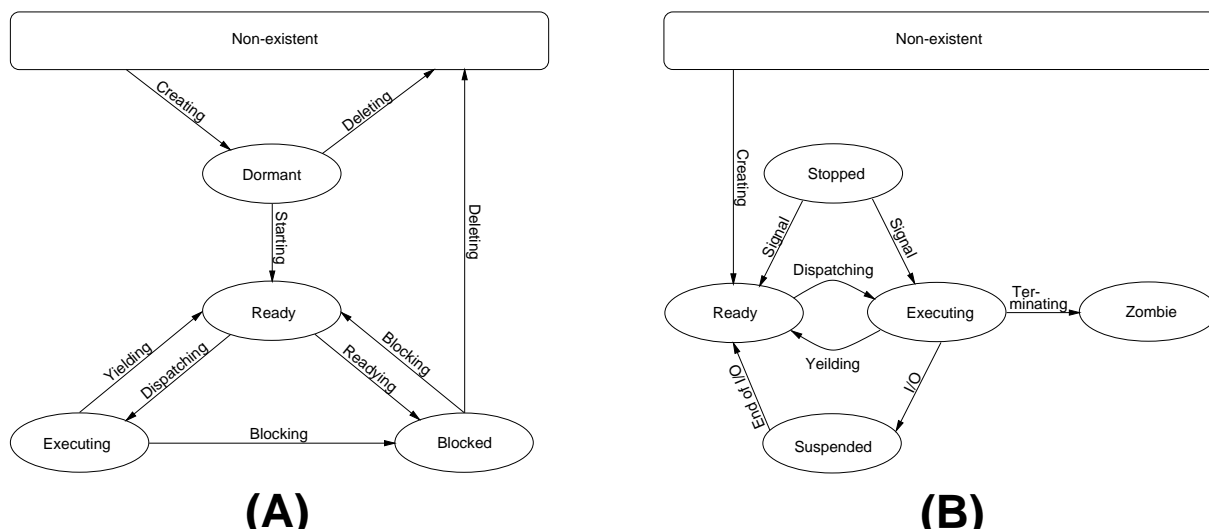 Non-existent
Creating
Deleting
Dormant
Starting
Deleting
Ready
Yielding
Dispatching
Readying
Blocking
Executing
Blocking
Blocked
(A)
Non-existent
Creating
Stopped
Signal
Signal
Dispatching
Ready
Executing
Ter-
minating
Zombie
Yeilding
End of I/O
I/O
Suspended
(B)